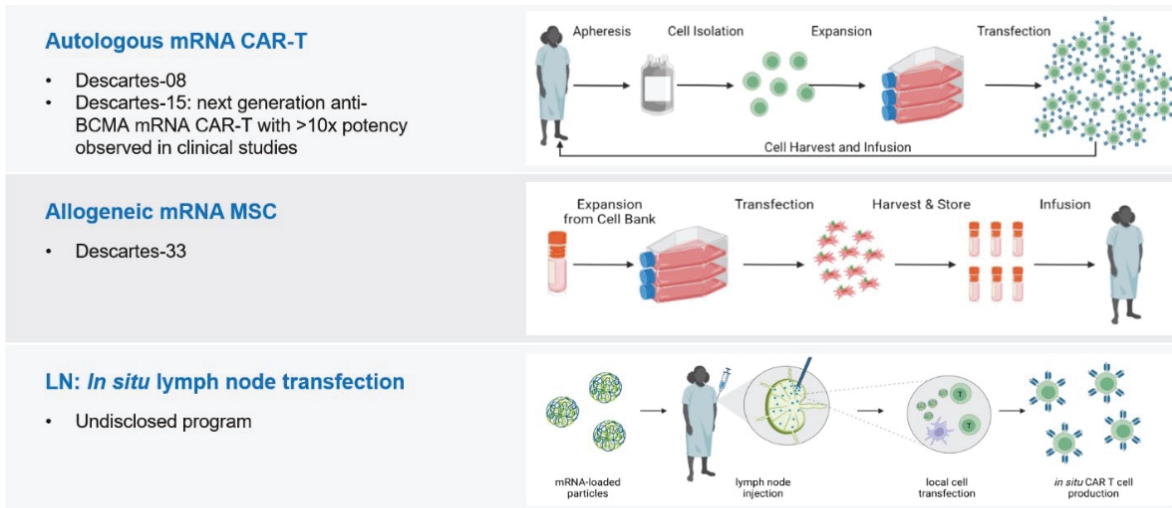 Autologous mRNA CAR-T
• Descartes-08
• Descartes-15: next generation anti-
BCMA mRNA CAR-T with >10x potency
observed in clinical studies
Apheresis
Cell Isolation
Expansion
Transfection
Cell Harvest and Infusion
Allogeneic mRNA MSC
• Descartes-33
Expansion
from Cell Bank
Transfection
Harvest & Store
Infusion
LN: In situ lymph node transfection
• Undisclosed program
mRNA-loaded
particles
lymph node
injection
T
T
local cell
transfection
in situ CAR T cell
production